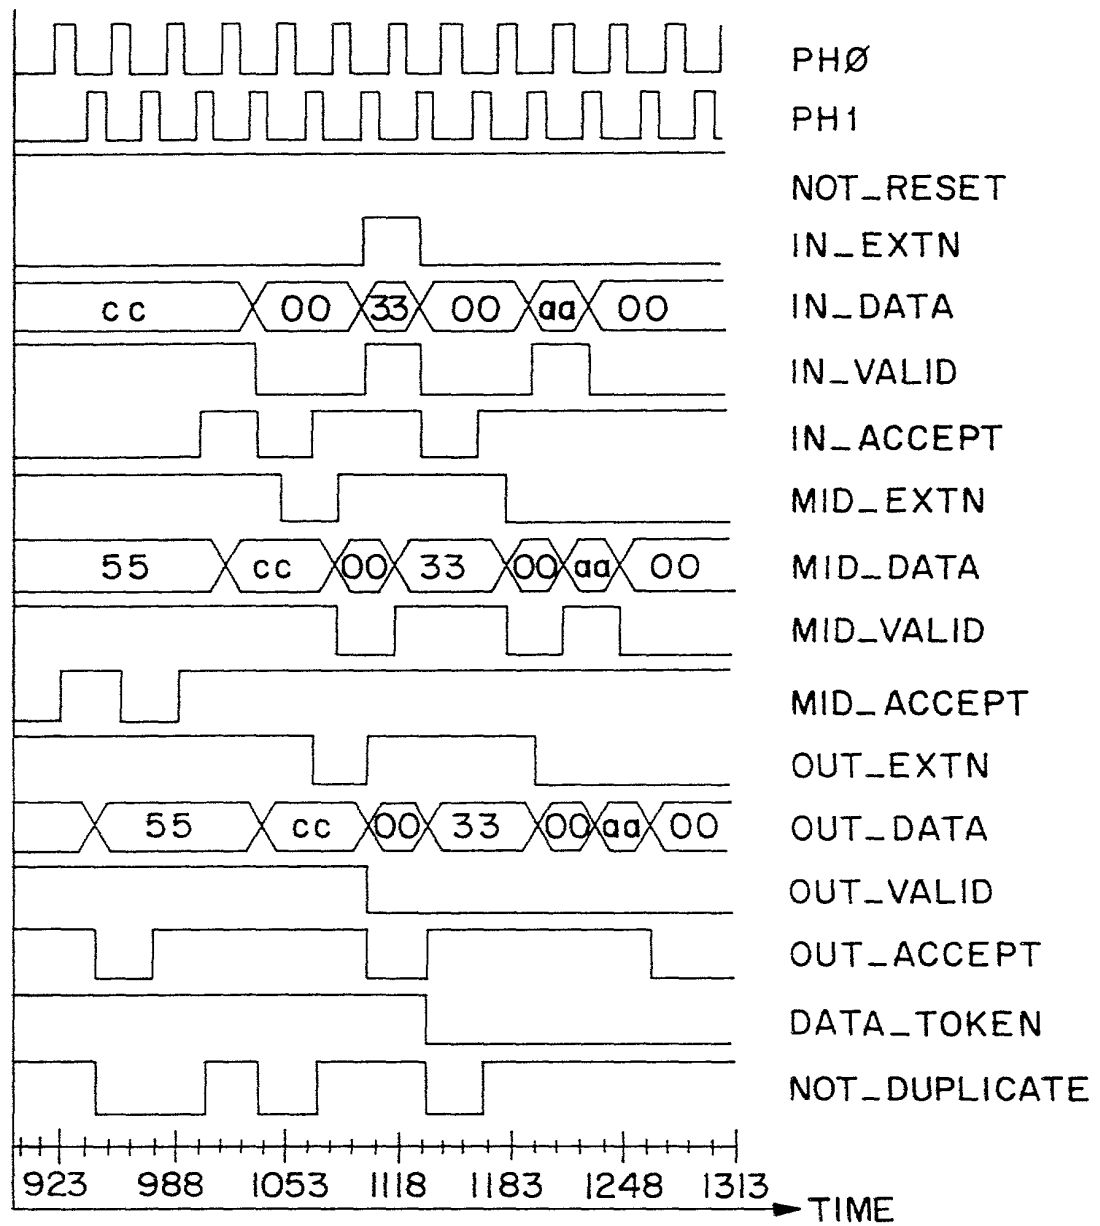 PHØ
PH1
NOT_RESET
IN_EXTN
cc 00 33 00 aa 00 IN_DATA
IN_VALID
IN_ACCEPT
MID_EXTN
55 cc 00 33 00 aa 00 MID_DATA
MID_VALID
MID_ACCEPT
OUT_EXTN
55 cc 00 33 00 aa 00 OUT_DATA
OUT_VALID
OUT_ACCEPT
DATA_TOKEN
NOT_DUPLICATE
923 988 1053 1118 1183 1248 1313
TIME